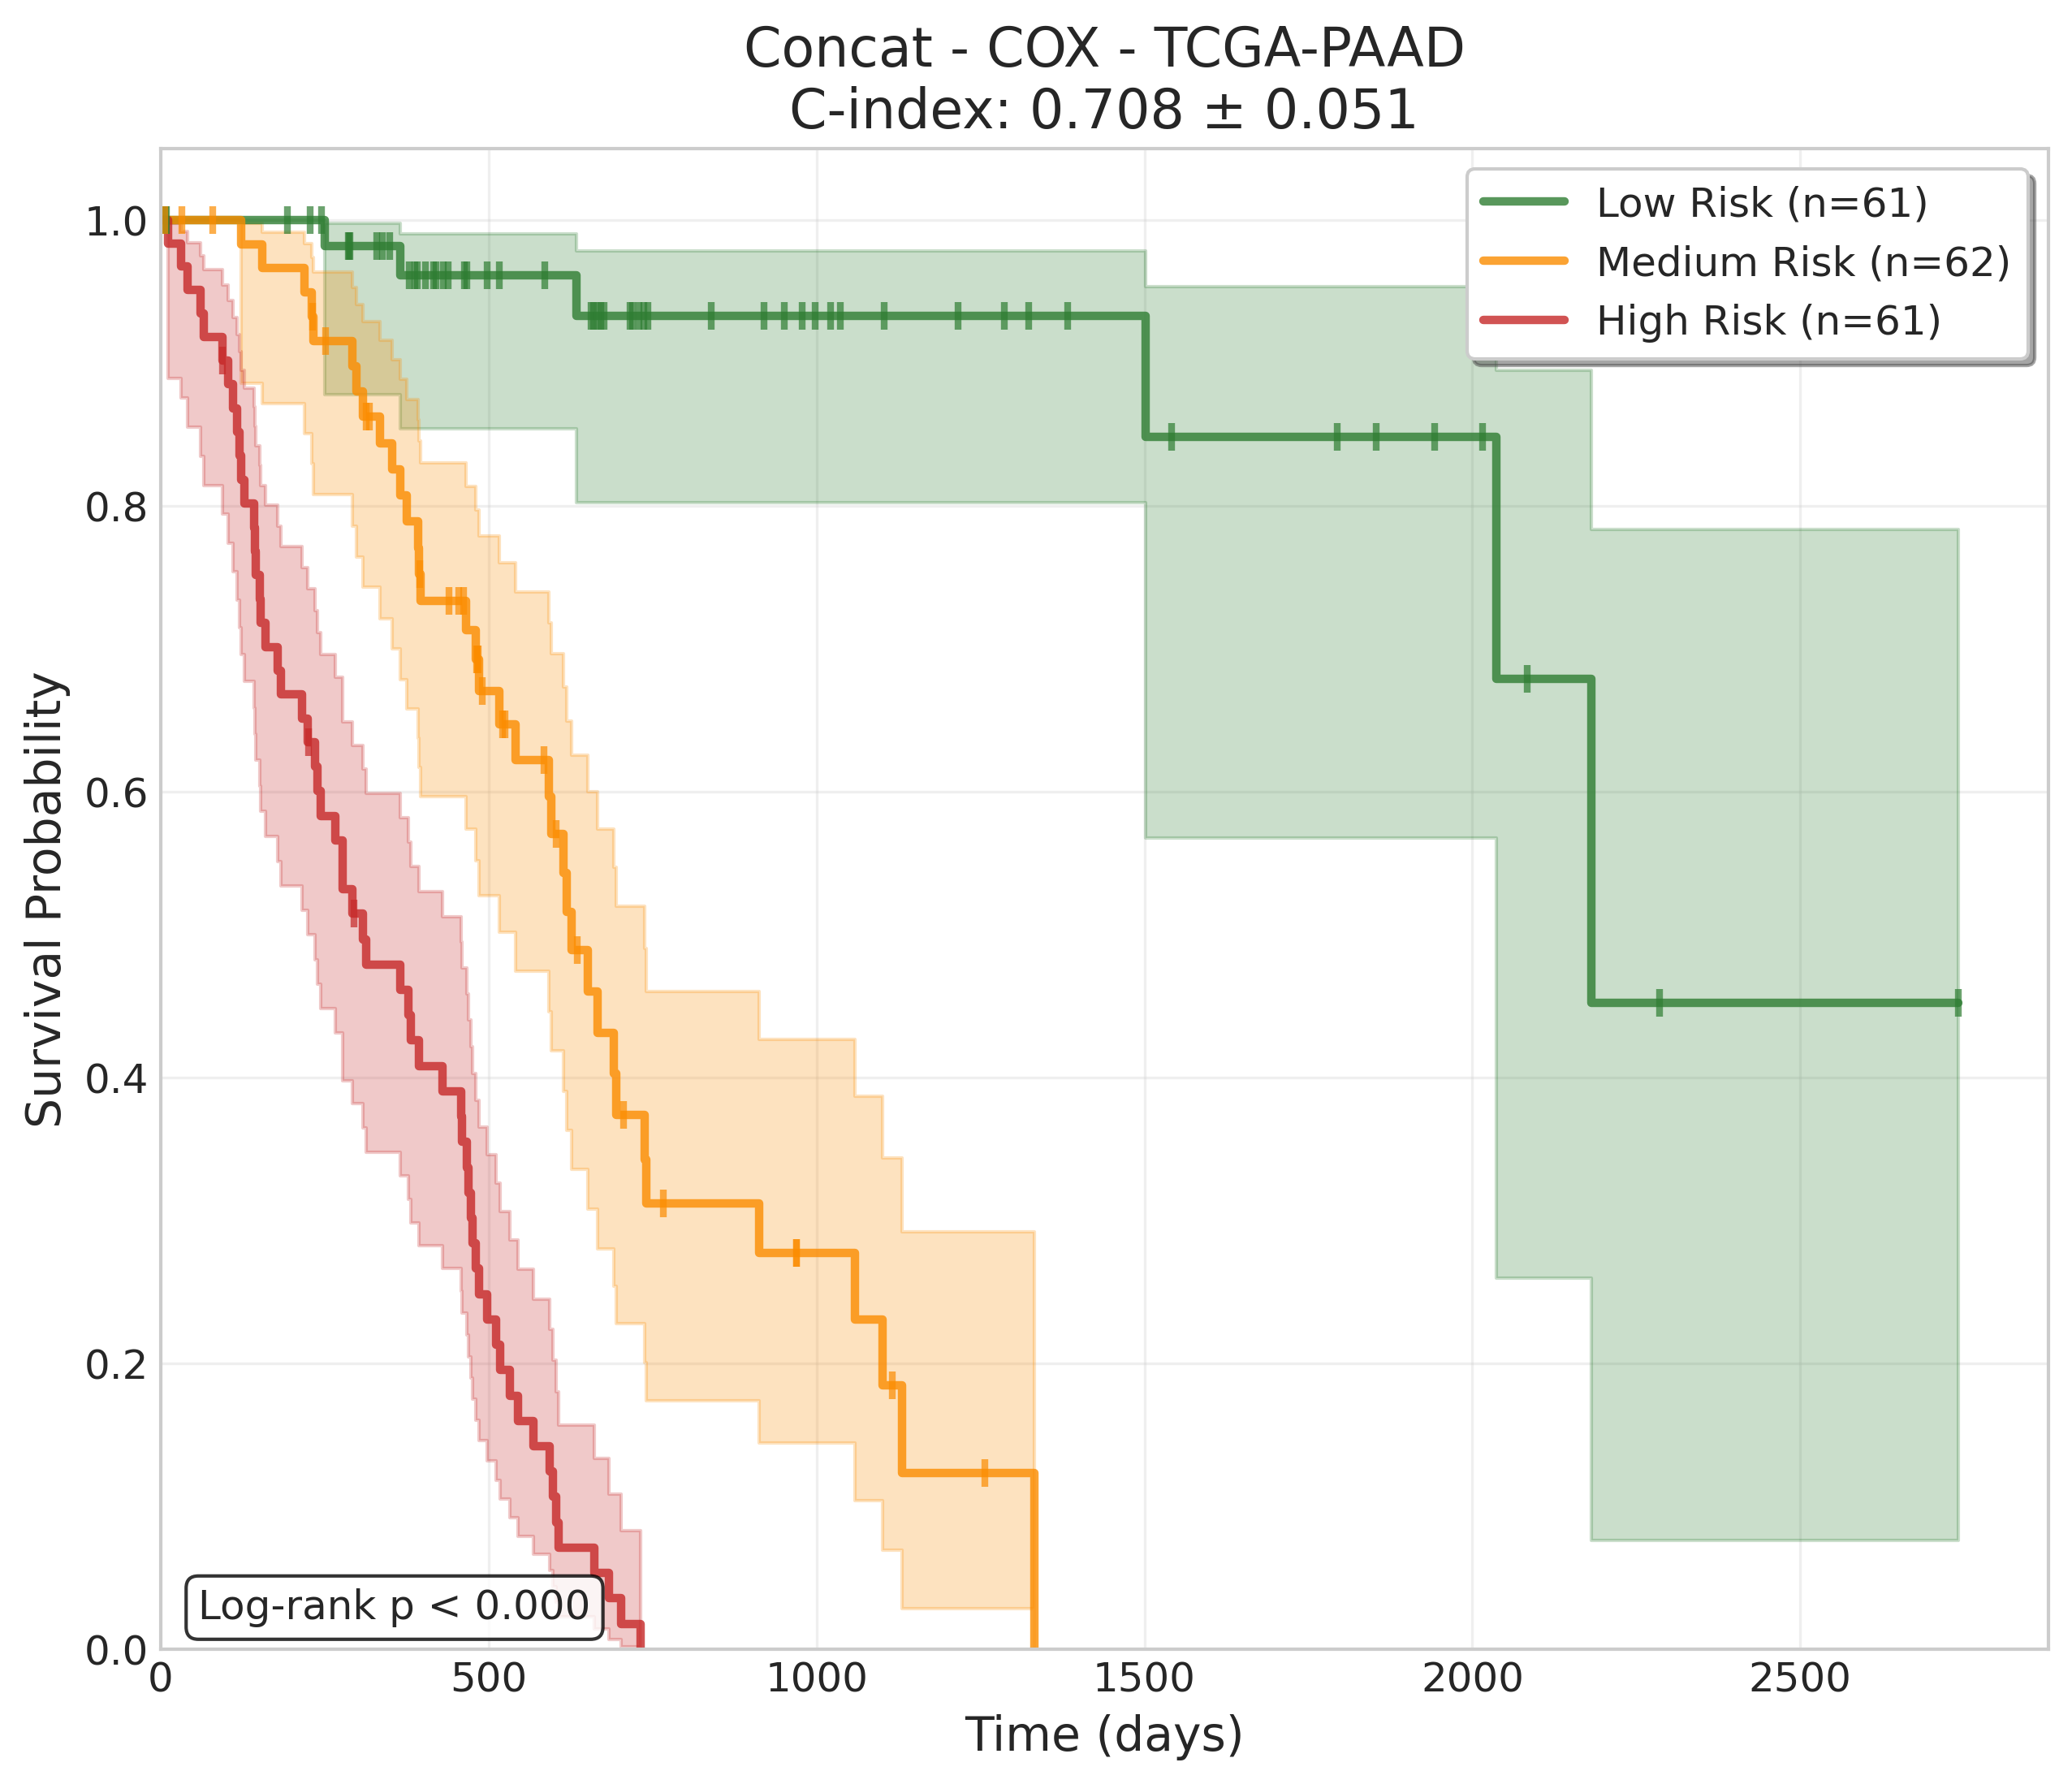 Concat - COX - TCGA-PAAD
C-index: 0.708 ± 0.051
Low Risk (n=61)
Medium Risk (n=62)
High Risk (n=61)
Survival Probability
1.0
0.8
0.6
0.4
0.2
0.0
Log-rank p < 0.000
0 500 1000 1500 2000 2500
Time (days)